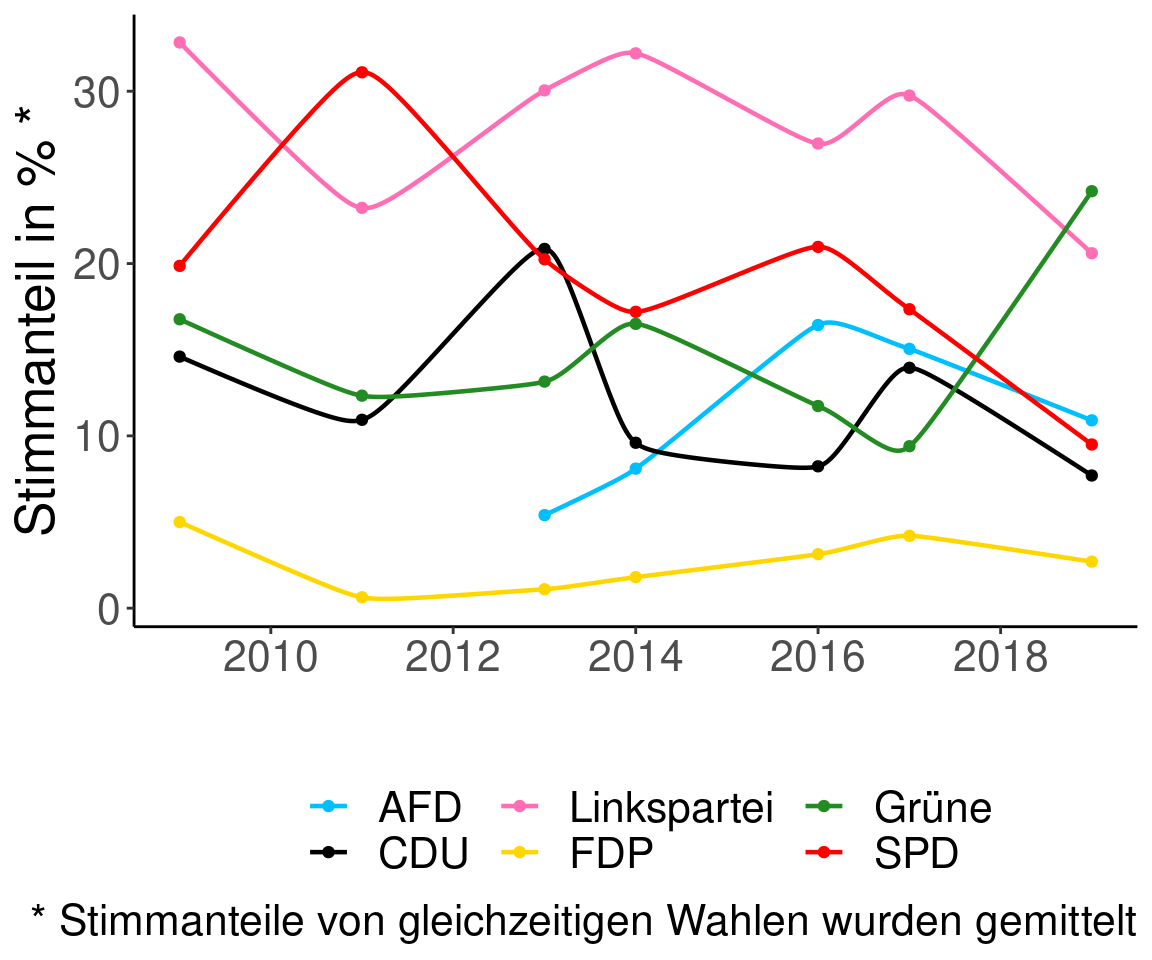 Stimmanteil in % *
30
20
10
0
2010 2012 2014 2016 2018
AFD Linkspartei Grüne
CDU FDP SPD
* Stimmanteile von gleichzeitigen Wahlen wurden gemittelt